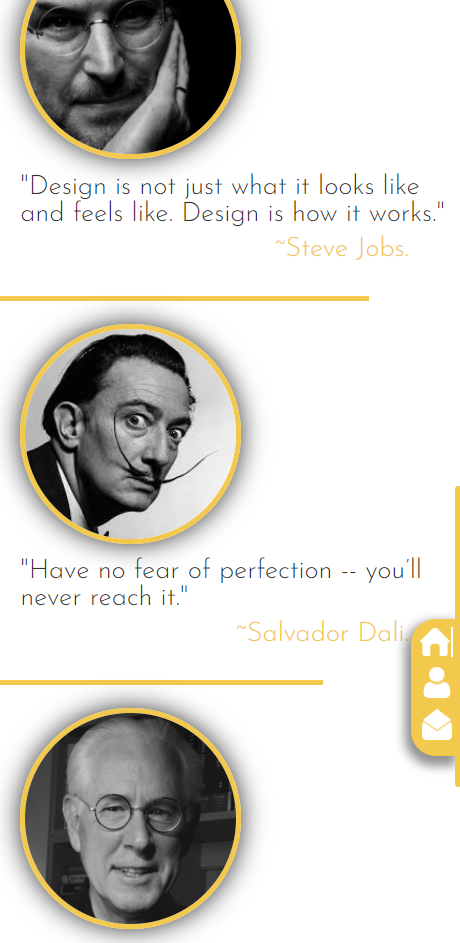 "Design is not just what it looks like
and feels like. Design is how it works."
~Steve Jobs.
"Have no fear of perfection -- you'll
never reach it."
~Salvador Dali.